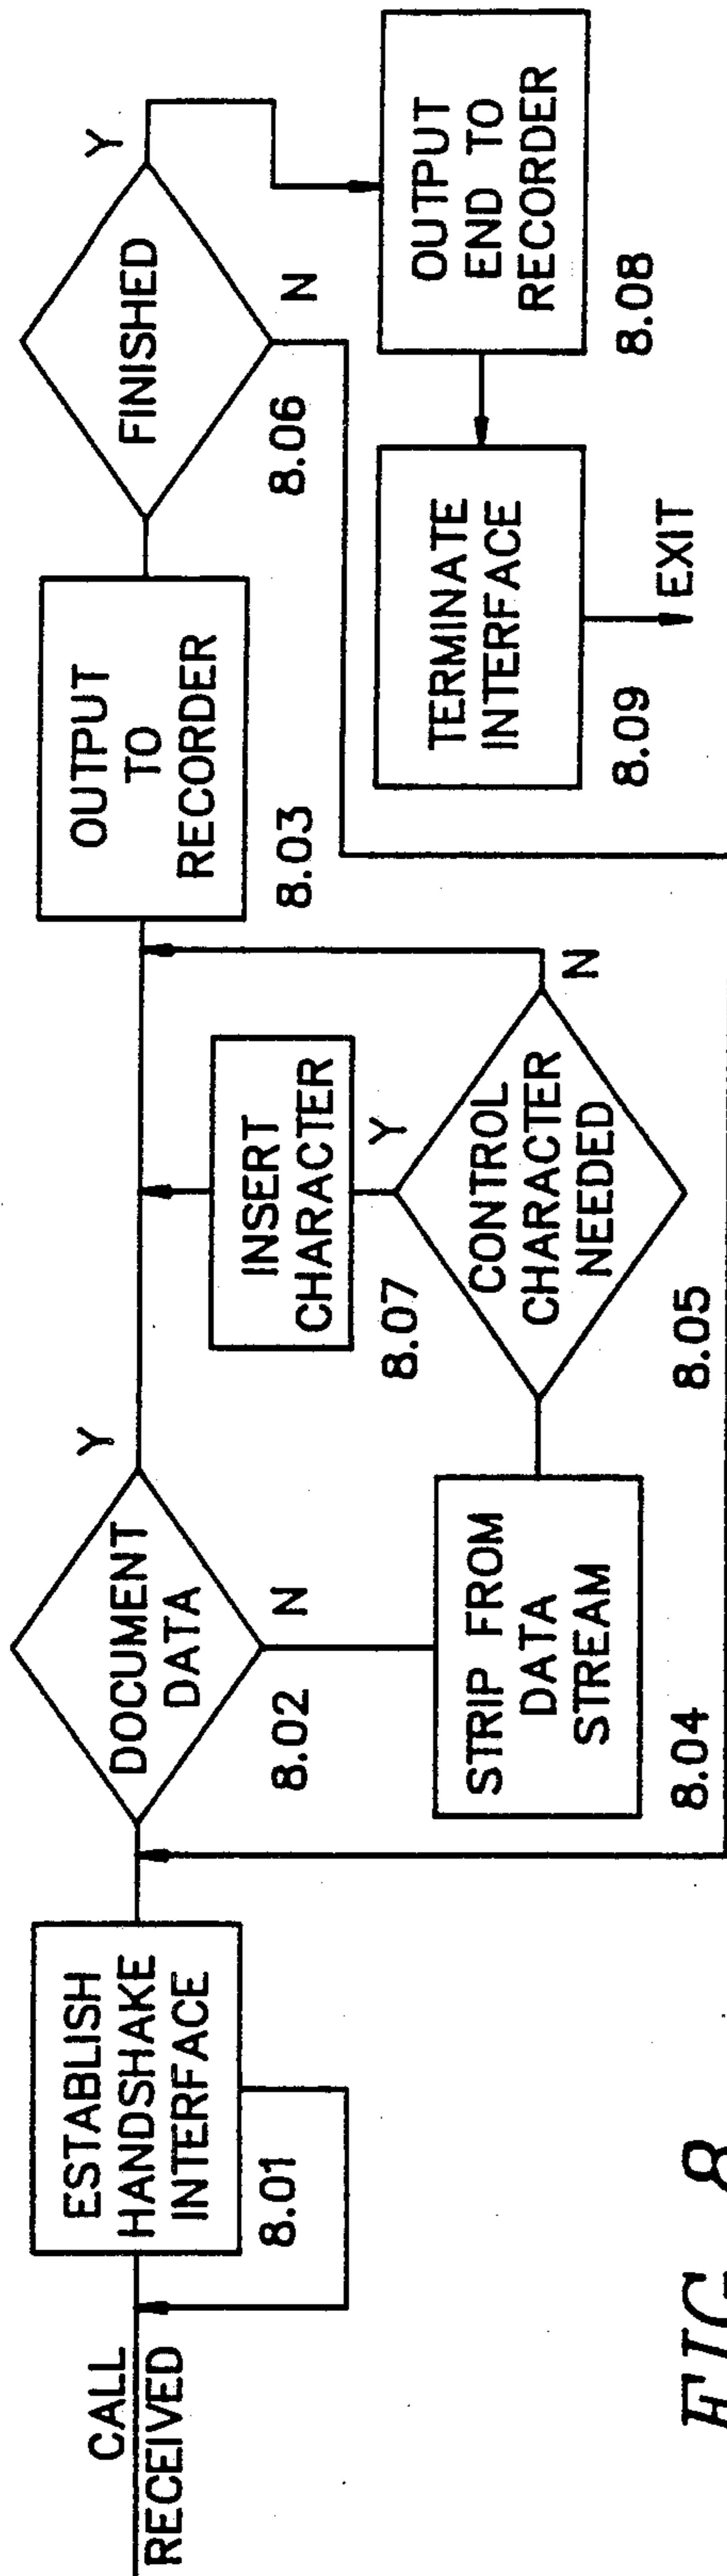 CALL
RECEIVED
ESTABLISH
HANDSHAKE
INTERFACE
8.01
DOCUMENT
DATA
Y
N
8.02
STRIP FROM
DATA
STREAM
8.04
CONTROL
CHARACTER
NEEDED
8.05
Y
N
INSERT
CHARACTER
8.07
OUTPUT
TO
RECORDER
8.03
FINISHED
8.06
Y
N
OUTPUT
END TO
RECORDER
8.08
TERMINATE
INTERFACE
8.09
EXIT
FIG. 8